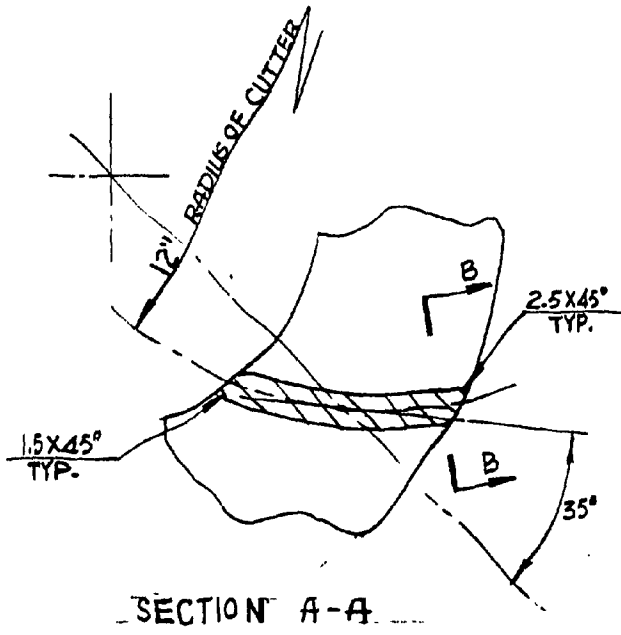 12" RADIUS OF CUTTER
B
2.5X45°
TYP.
1.5X45°
TYP.
B
35°
SECTION A-A